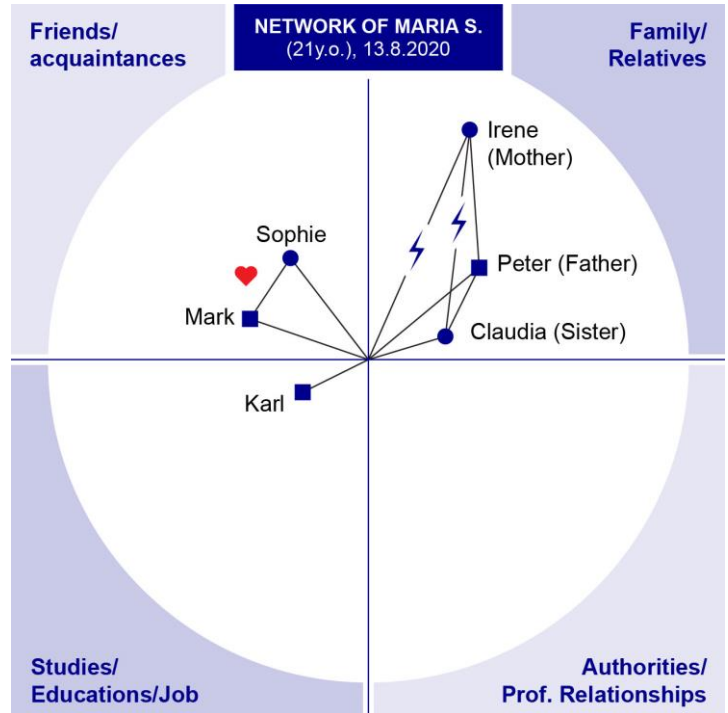 Friends/
acquaintances
NETWORK OF MARIA S.
(21y.o.), 13.8.2020
Family/
Relatives
Irene
(Mother)
Sophie
Peter (Father)
Mark
Claudia (Sister)
Karl
Studies/
Educations/Job
Authorities/
Prof. Relationships